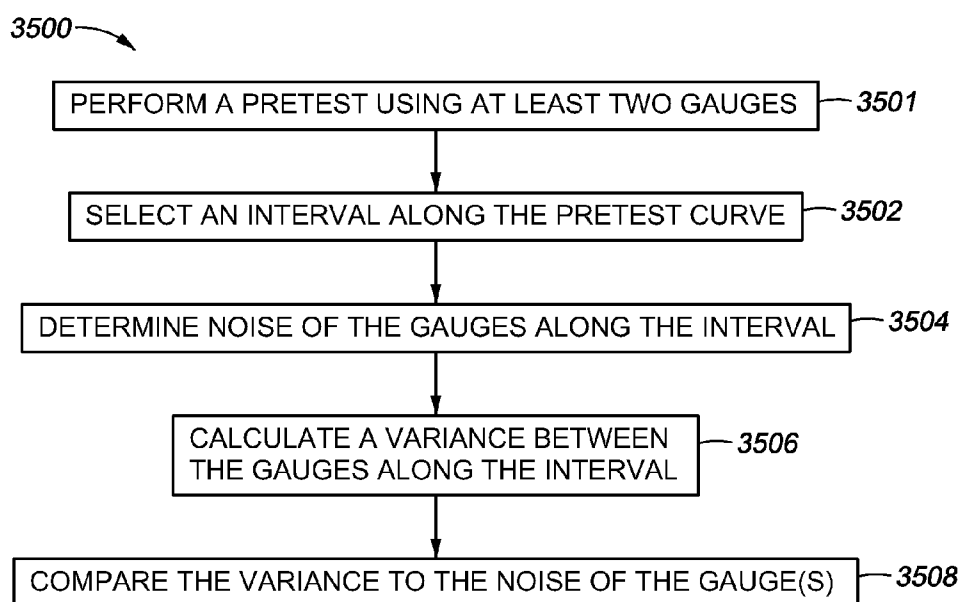 3500
PERFORM A PRETEST USING AT LEAST TWO GAUGES
3501
SELECT AN INTERVAL ALONG THE PRETEST CURVE
3502
DETERMINE NOISE OF THE GAUGES ALONG THE INTERVAL
3504
CALCULATE A VARIANCE BETWEEN
THE GAUGES ALONG THE INTERVAL
3506
COMPARE THE VARIANCE TO THE NOISE OF THE GAUGE(S)
3508